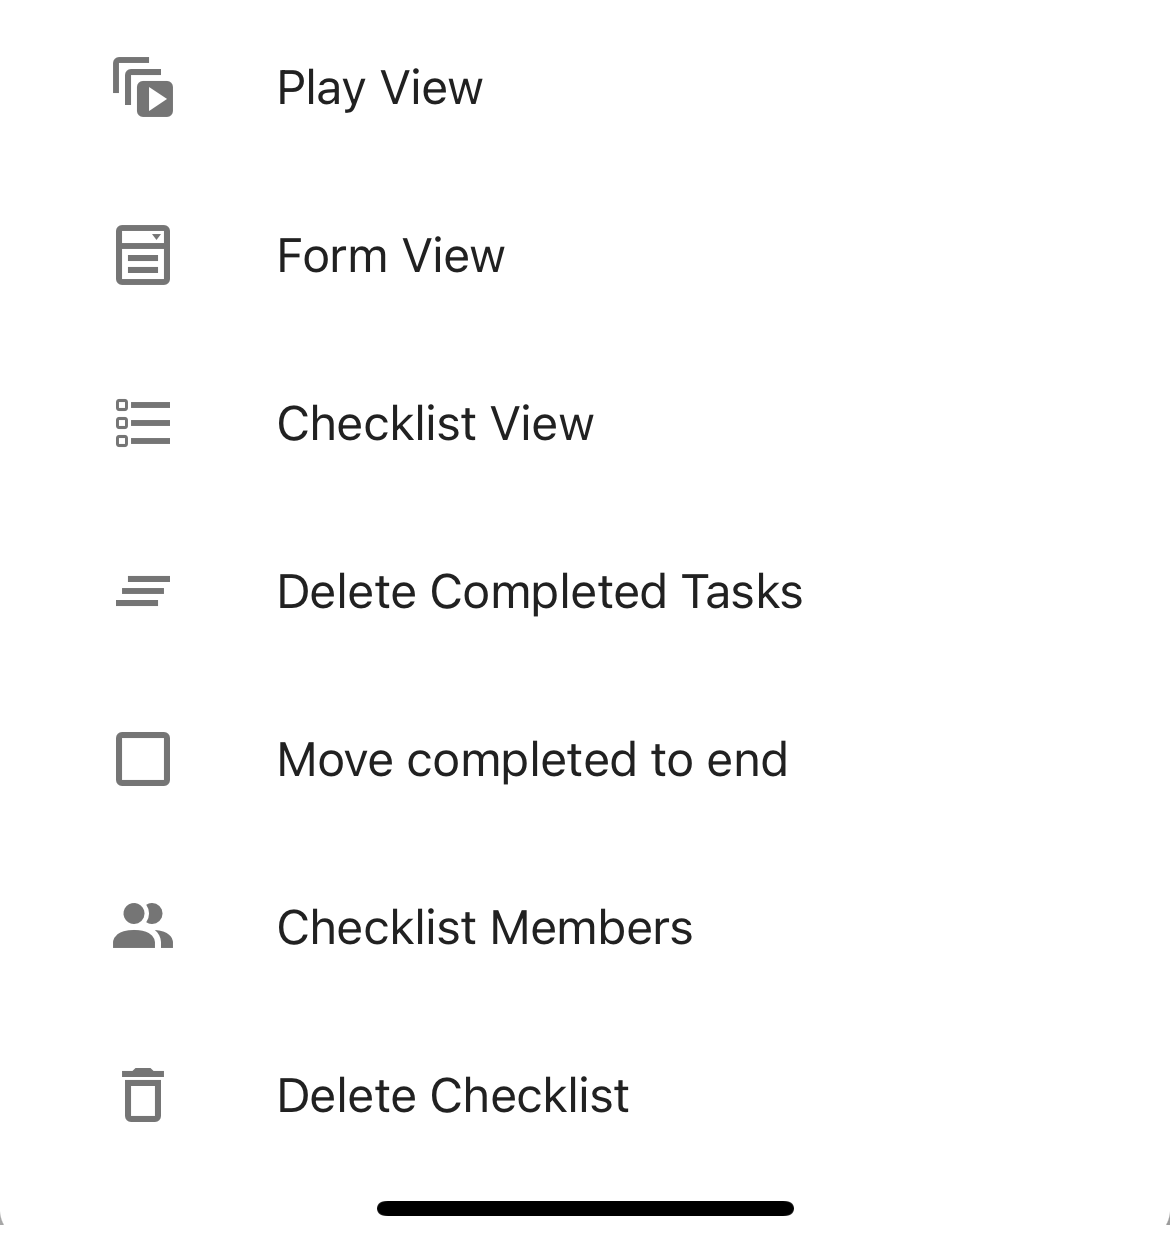 Play View
Form View
Checklist View
Delete Completed Tasks
Move completed to end
Checklist Members
Delete Checklist